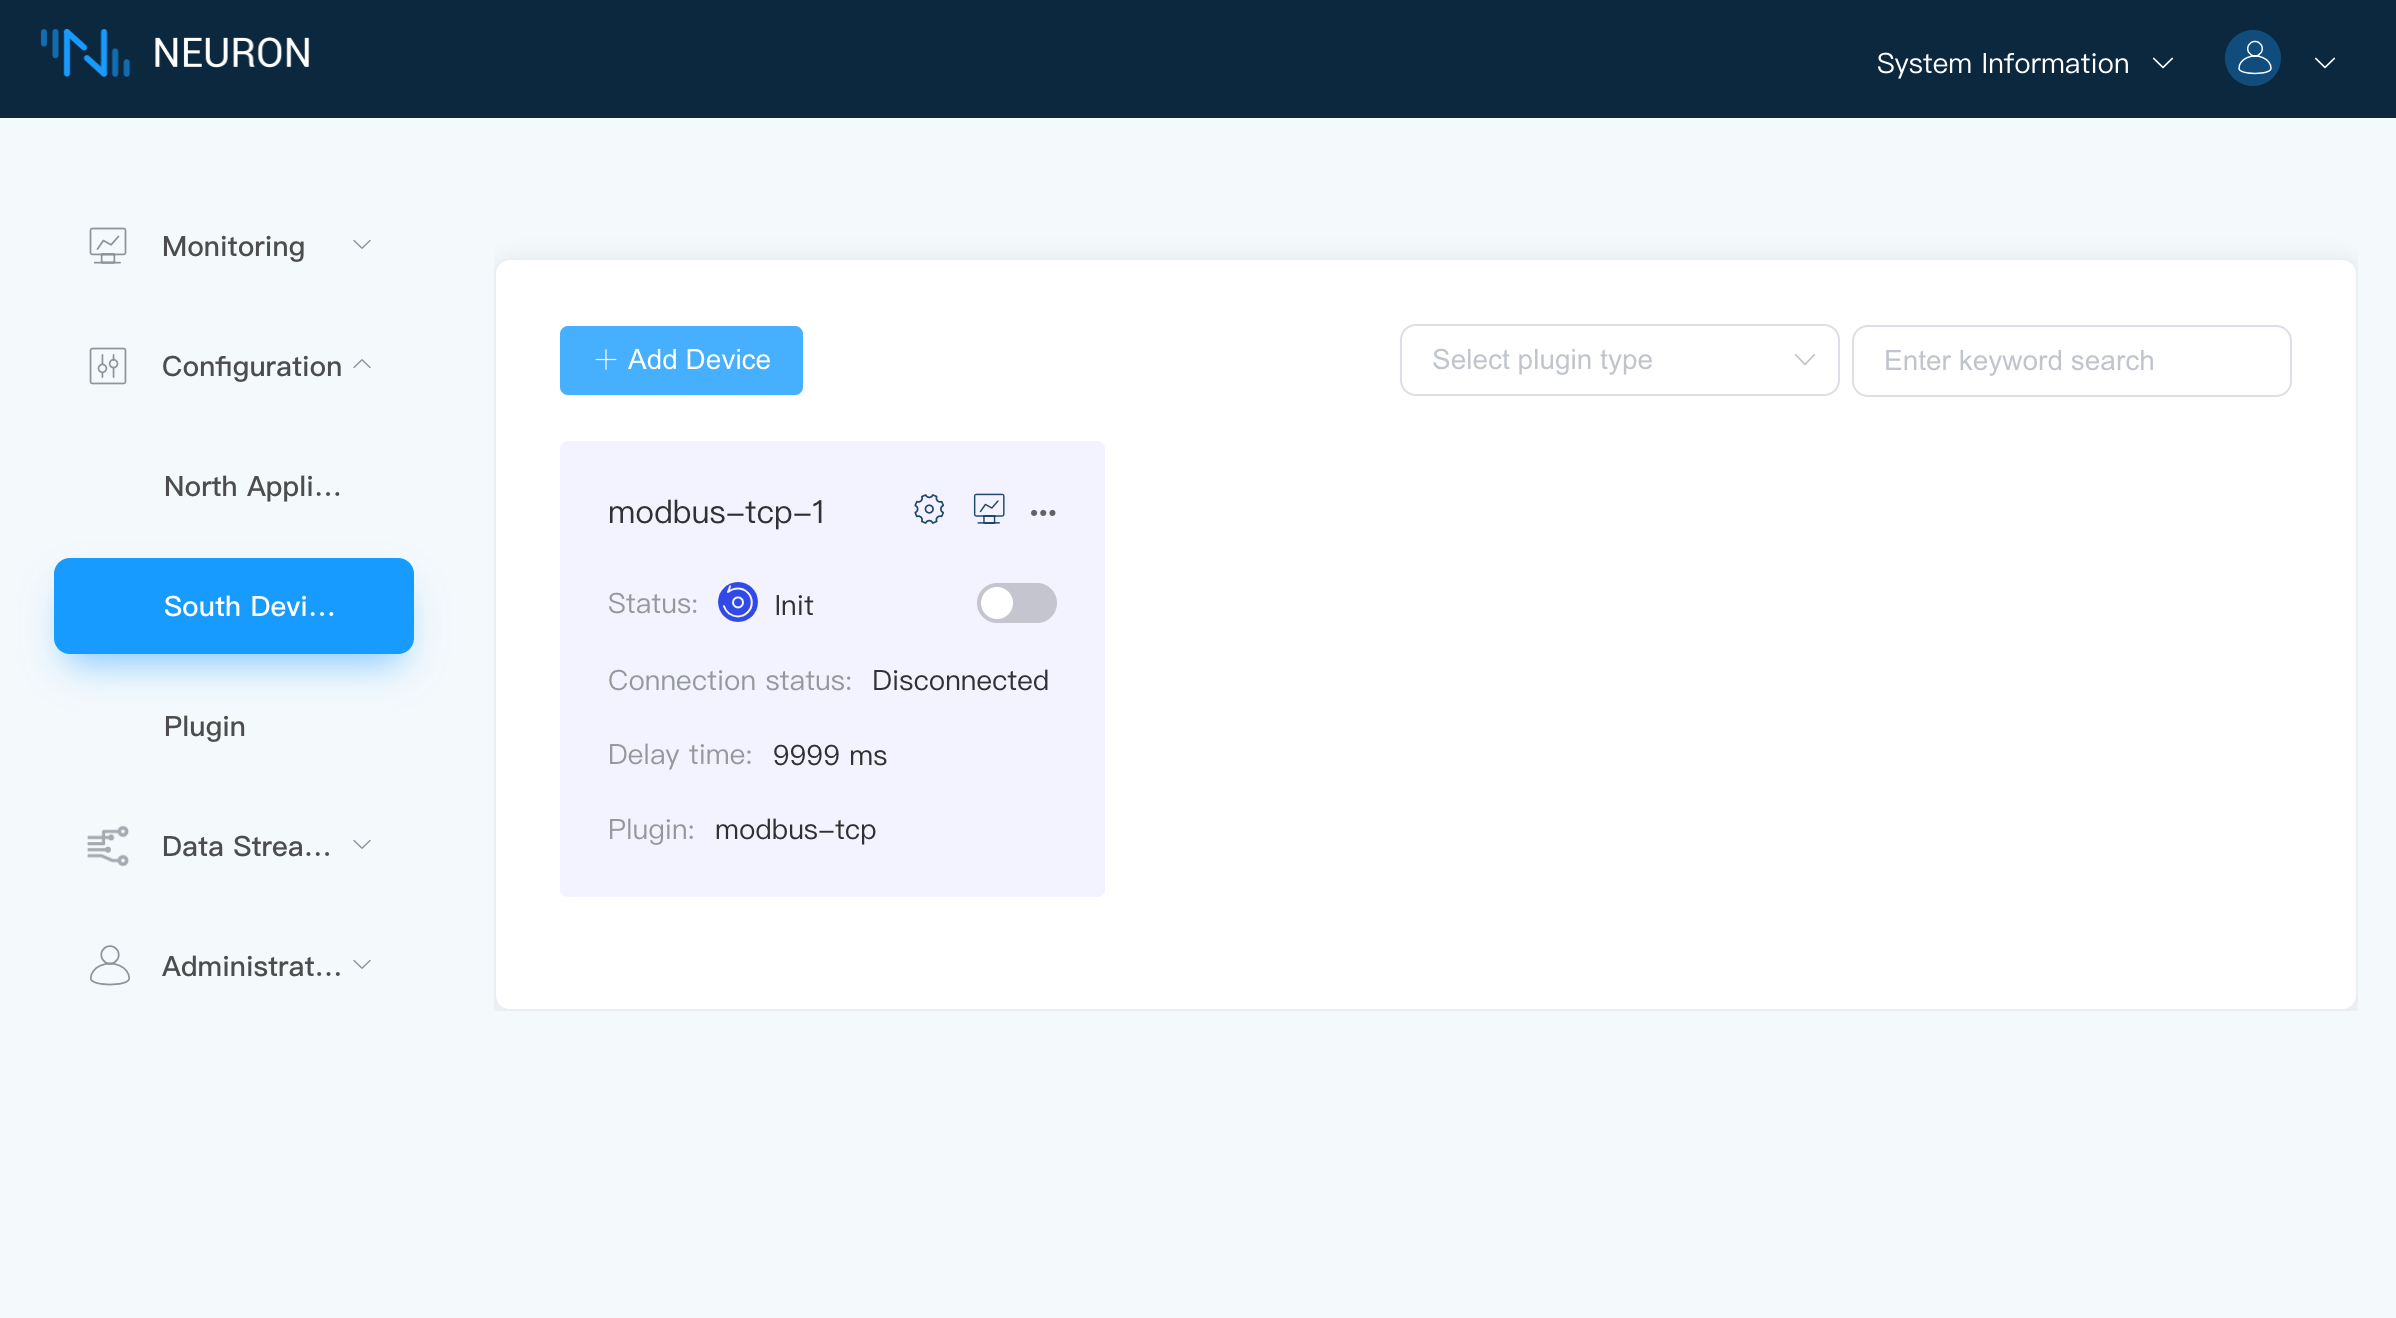 NEURON
System Information
Monitoring
Configuration
North Appli...
South Devi...
Plugin
Data Strea...
Administrat...
Add Device
Select plugin type
Enter keyword search
modbus-tcp-1
Status: Init
Connection status: Disconnected
Delay time: 9999 ms
Plugin: modbus-tcp